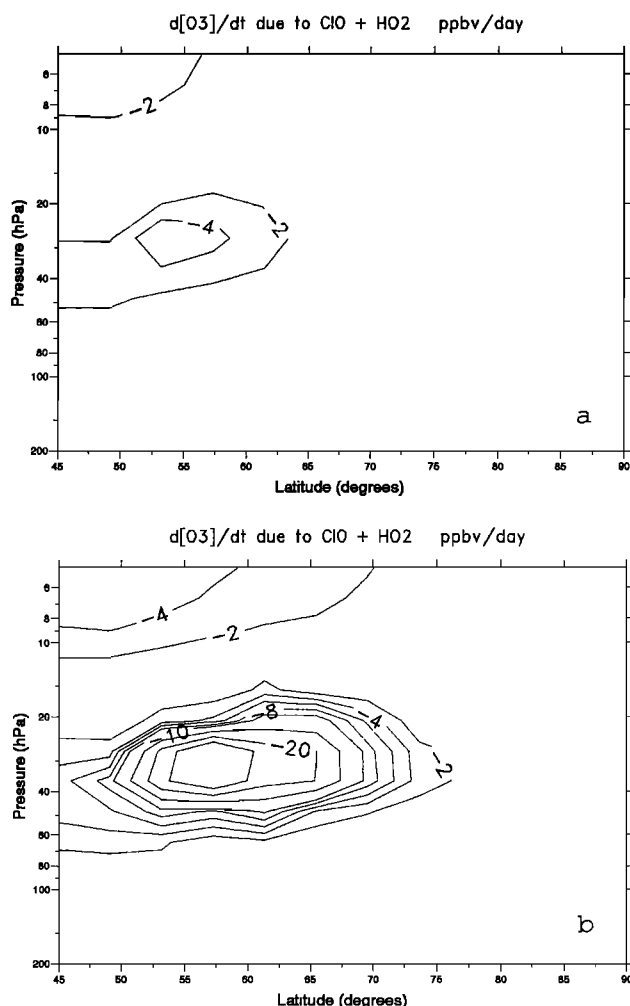 d[O3]/dt due to ClO + HO2 ppbv/day
6
8
10
20
40
60
80
100
200
Pressure (hPa)
-2
-4
-2
a
45 50 55 60 65 70 75 80 85 90
Latitude (degrees)
d[O3]/dt due to ClO + HO2 ppbv/day
6
8
10
20
40
60
80
100
200
Pressure (hPa)
-4
-2
-8
-4
-10
-20
-2
b
45 50 55 60 65 70 75 80 85 90
Latitude (degrees)